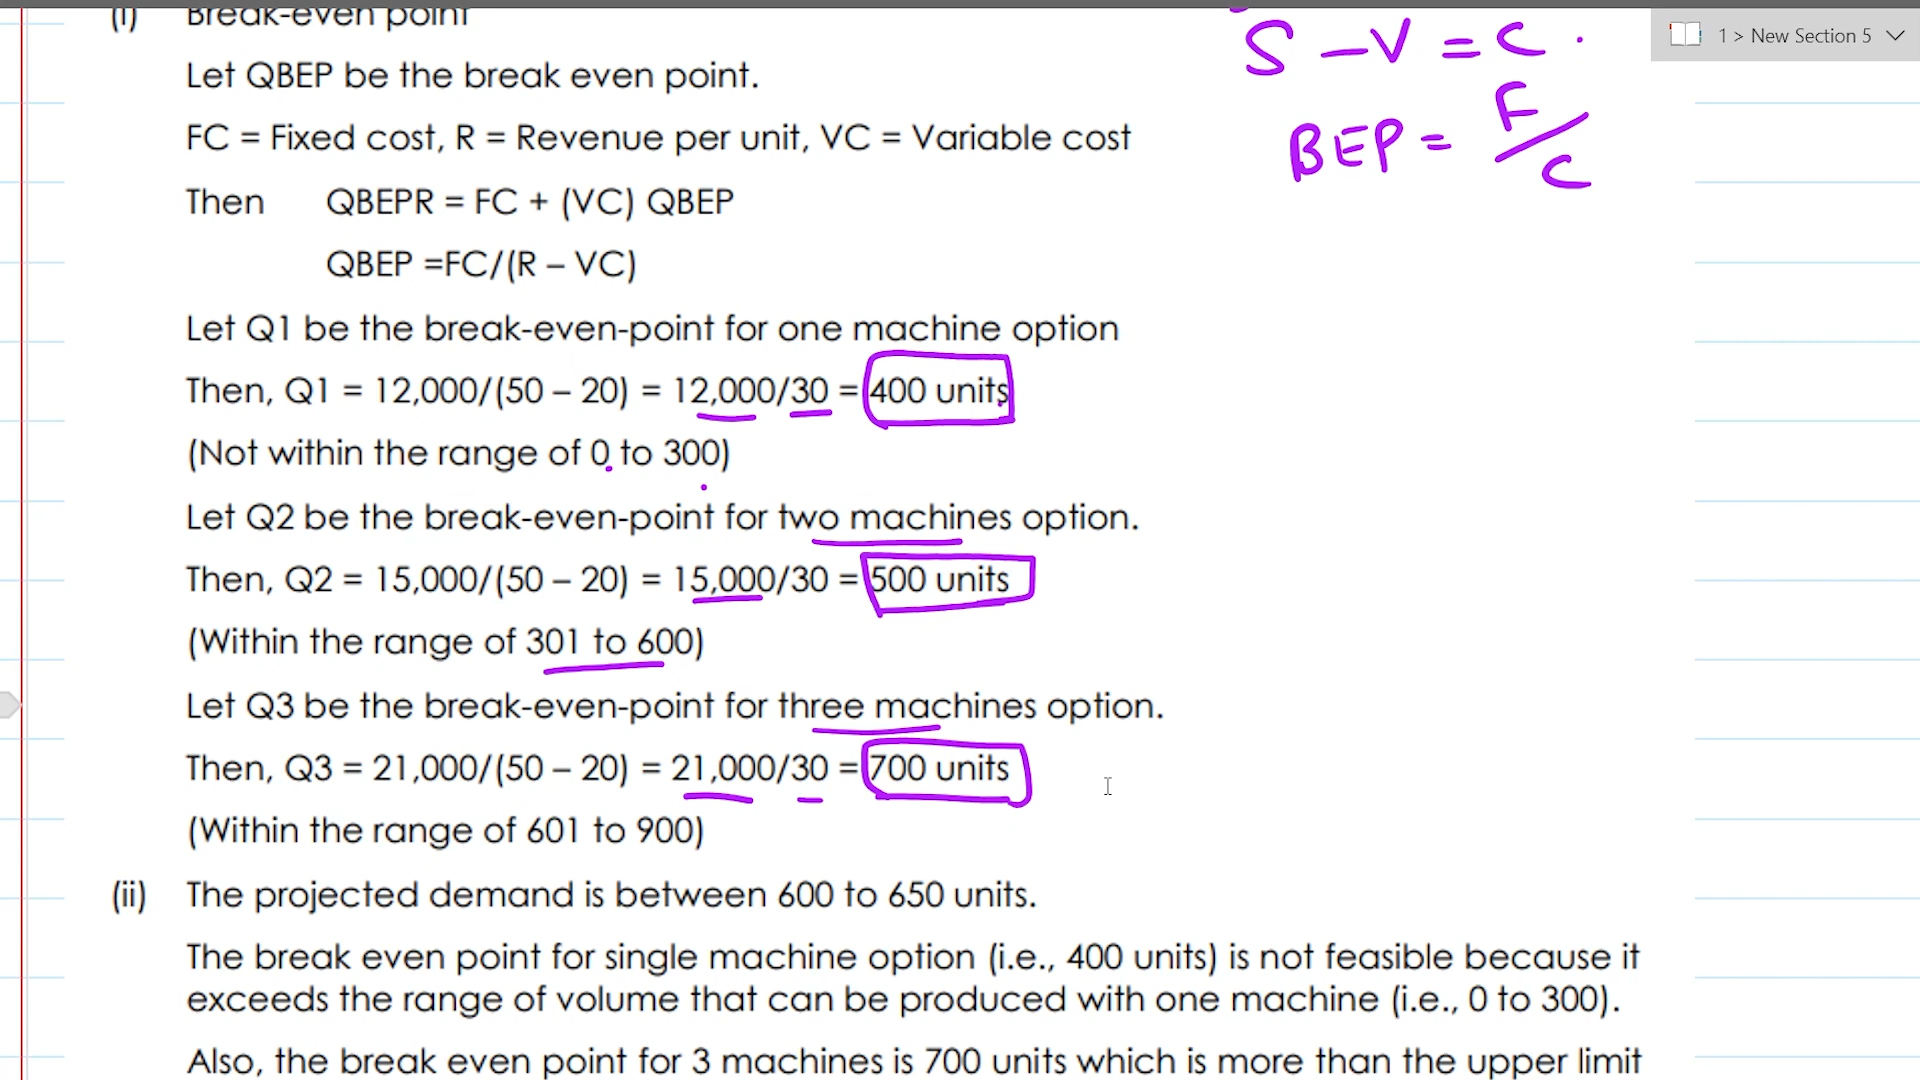 (i) Break-even point
S - V = C .
1 > New Section 5
Let QBEP be the break even point.
FC = Fixed cost, R = Revenue per unit, VC = Variable cost
BEP = F/C
Then QBEPR = FC + (VC) QBEP
QBEP =FC/(R – VC)
Let Q1 be the break-even-point for one machine option
Then, Q1 = 12,000/(50 – 20) = 12,000/30 = 400 units
(Not within the range of 0 to 300)
Let Q2 be the break-even-point for two machines option.
Then, Q2 = 15,000/(50 – 20) = 15,000/30 = 500 units
(Within the range of 301 to 600)
Let Q3 be the break-even-point for three machines option.
Then, Q3 = 21,000/(50 – 20) = 21,000/30 = 700 units
(Within the range of 601 to 900)
(ii) The projected demand is between 600 to 650 units.
The break even point for single machine option (i.e., 400 units) is not feasible because it
exceeds the range of volume that can be produced with one machine (i.e., 0 to 300).
Also, the break even point for 3 machines is 700 units which is more than the upper limit